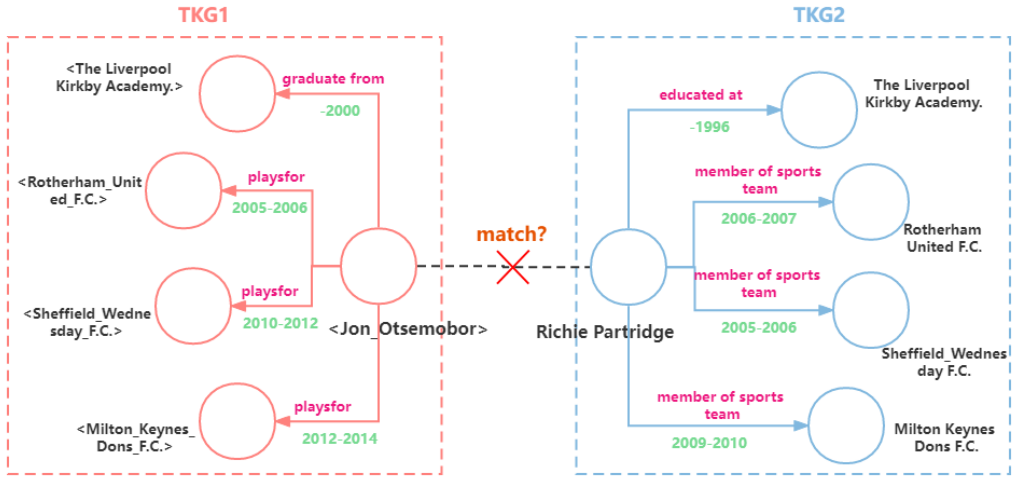 TKG1
TKG2
<The Liverpool
Kirkby Academy.>
graduate from
-2000
<Rotherham_Unit
ed_F.C.>
playsfor
2005-2006
<Sheffield_Wedne
sday_F.C.>
playsfor
2010-2012
<Jon_Otsemobor>
<Milton_Keynes_
Dons_F.C.>
playsfor
2012-2014
match?
The Liverpool
Kirkby Academy.
educated at
-1996
member of sports
team
2006-2007
Rotherham
United F.C.
member of sports
team
2005-2006
Richie Partridge
Sheffield_Wednes
day F.C.
member of sports
team
2009-2010
Milton Keynes
Dons F.C.